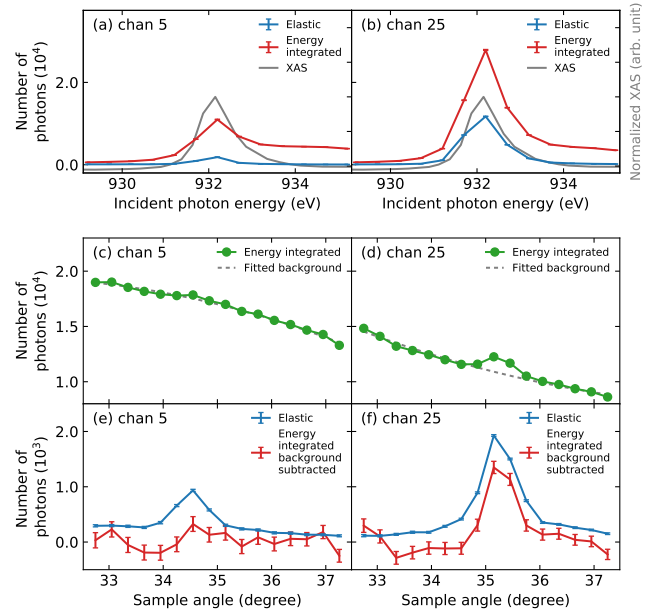 (a) chan 5
Elastic
Energy
integrated
XAS
(b) chan 25
Elastic
Energy
integrated
XAS
Number of
photons (10⁴)
2.0
0.0
Normalized XAS (arb. unit)
930
932
934
930
932
934
Incident photon energy (eV)
Incident photon energy (eV)
(c) chan 5
Energy integrated
Fitted background
(d) chan 25
Energy integrated
Fitted background
Number of
photons (10⁴)
2.0
1.5
1.0
(e) chan 5
Elastic
Energy
integrated
background
subtracted
(f) chan 25
Elastic
Energy
integrated
background
subtracted
Number of
photons (10³)
2.0
1.0
0.0
33
34
35
36
37
33
34
35
36
37
Sample angle (degree)
Sample angle (degree)